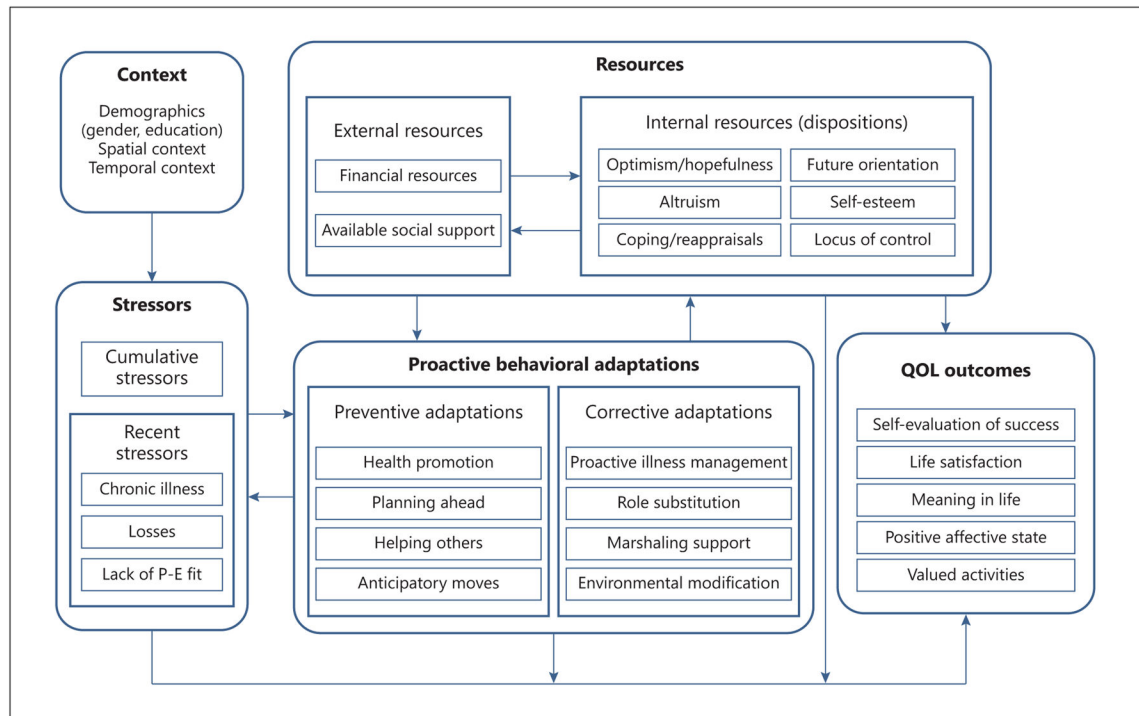 Context
Demographics
(gender, education)
Spatial context
Temporal context
Resources
External resources
Financial resources
Available social support
Internal resources (dispositions)
Optimism/hopefulness
Future orientation
Altruism
Self-esteem
Coping/reappraisals
Locus of control
Stressors
Cumulative
stressors
Recent
stressors
Chronic illness
Losses
Lack of P-E fit
Proactive behavioral adaptations
Preventive adaptations
Health promotion
Planning ahead
Helping others
Anticipatory moves
Corrective adaptations
Proactive illness management
Role substitution
Marshaling support
Environmental modification
QOL outcomes
Self-evaluation of success
Life satisfaction
Meaning in life
Positive affective state
Valued activities